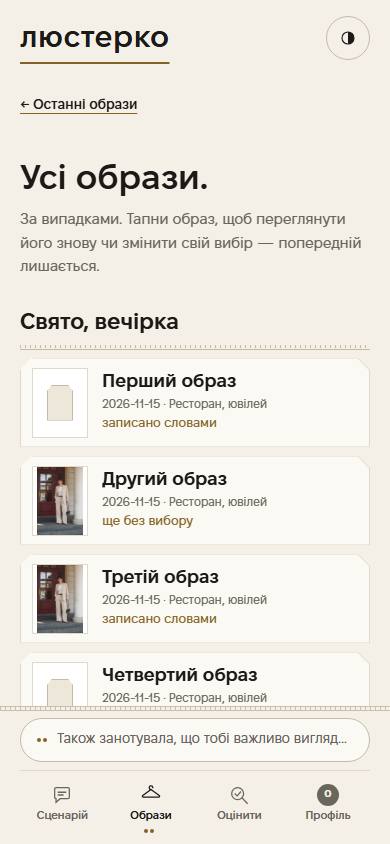 люстерко
← Останні образи
Усі образи.
За випадками. Тапни образ, щоб переглянути
його знову чи змінити свій вибір — попередній
лишається.
Свято, вечірка
Перший образ
2026-11-15 · Ресторан, ювілей
записано словами
Другий образ
2026-11-15 · Ресторан, ювілей
ще без вибору
Третій образ
2026-11-15 · Ресторан, ювілей
записано словами
Четвертий образ
2026-11-15 · Ресторан, ювілей
Також занотувала, що тобі важливо вигляд...
Сценарій
Образи
Оцінити
О
Профіль